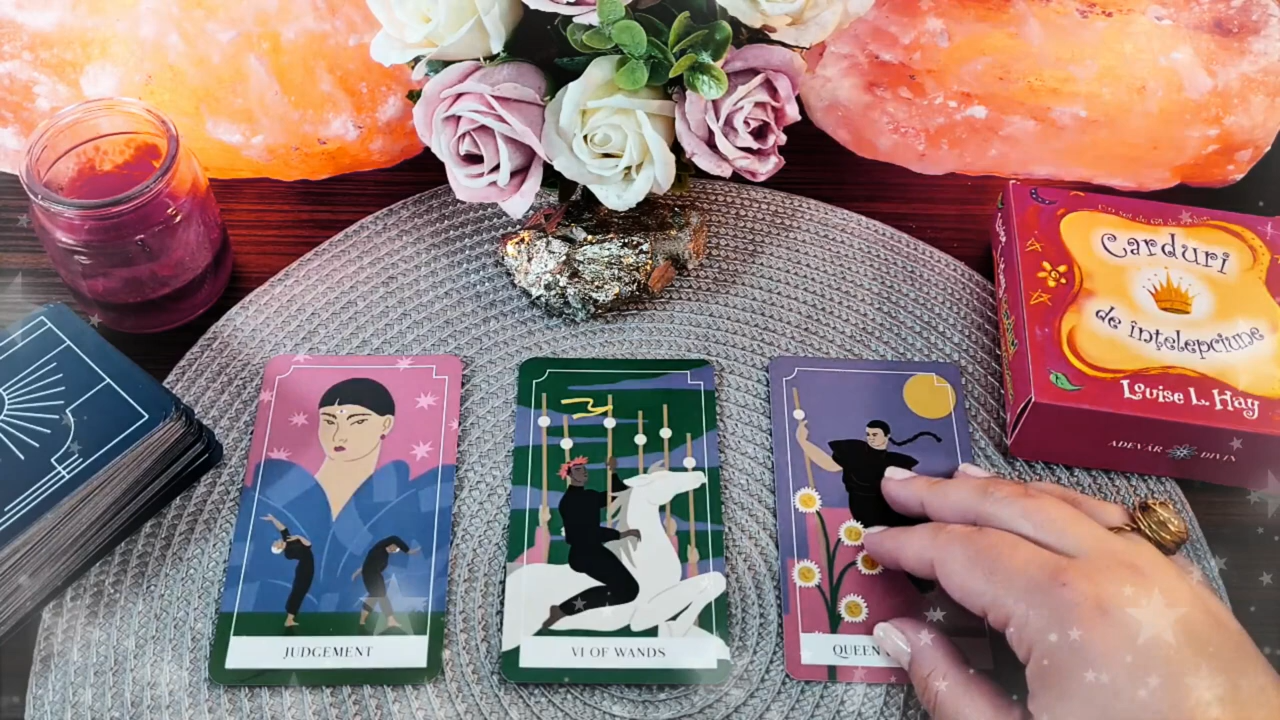 Carduri
de înțelepciune
Louise L. Hay
ADEVĂR DIVIN
JUDGEMENT
VI OF WANDS
QUEEN